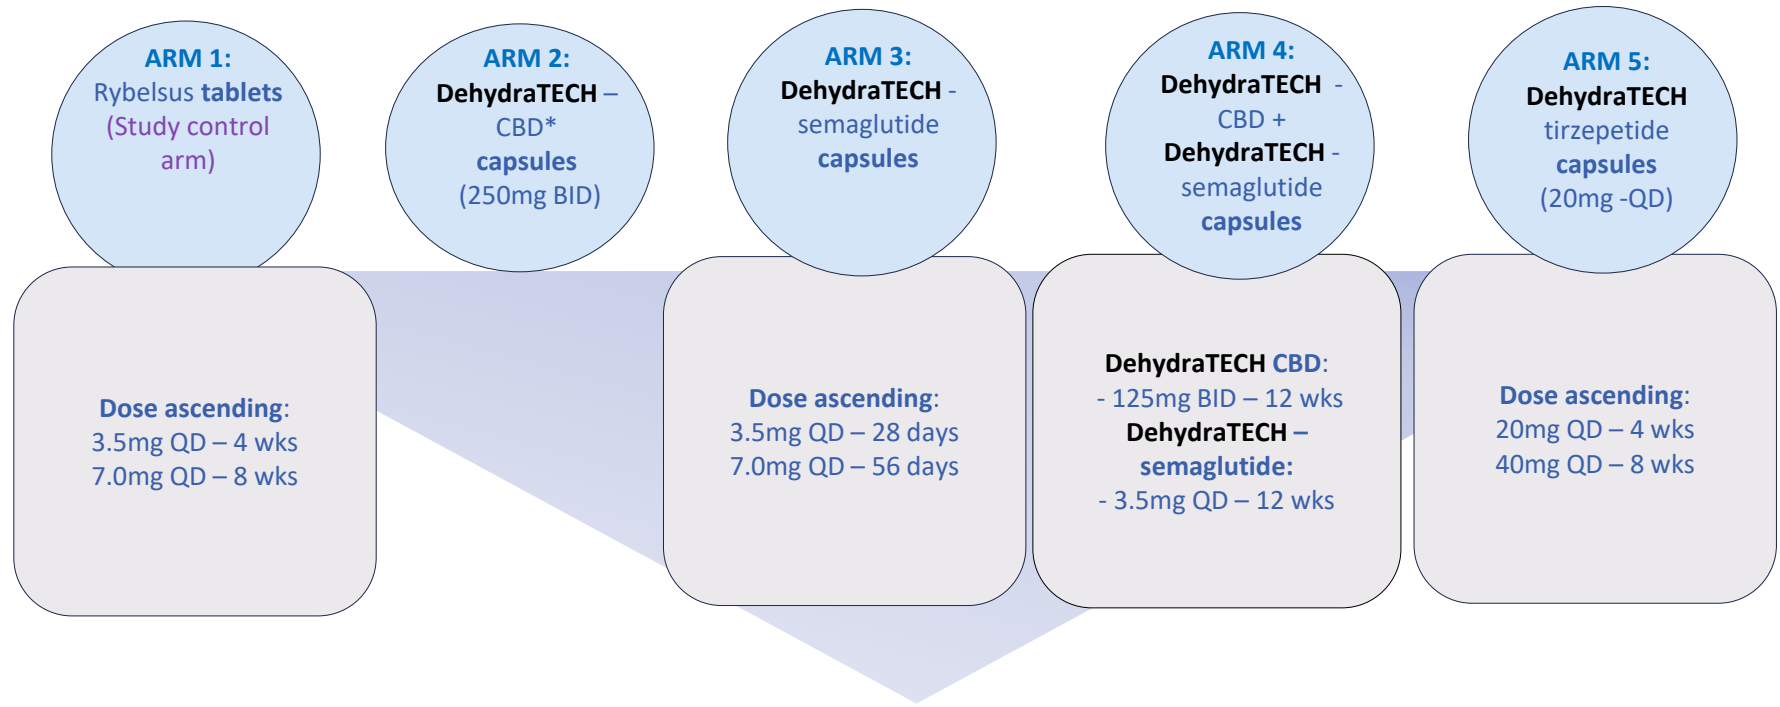 ARM 1:
Rybelsus tablets
(Study control
arm)
ARM 2:
DehydraTECH –
CBD*
capsules
(250mg BID)
ARM 3:
DehydraTECH -
semaglutide
capsules
ARM 4:
DehydraTECH -
CBD +
DehydraTECH -
semaglutide
capsules
ARM 5:
DehydraTECH
tirzepetide
capsules
(20mg -QD)
Dose ascending:
3.5mg QD – 4 wks
7.0mg QD – 8 wks
Dose ascending:
3.5mg QD – 28 days
7.0mg QD – 56 days
DehydraTECH CBD:
- 125mg BID – 12 wks
DehydraTECH –
semaglutide:
- 3.5mg QD – 12 wks
Dose ascending:
20mg QD – 4 wks
40mg QD – 8 wks